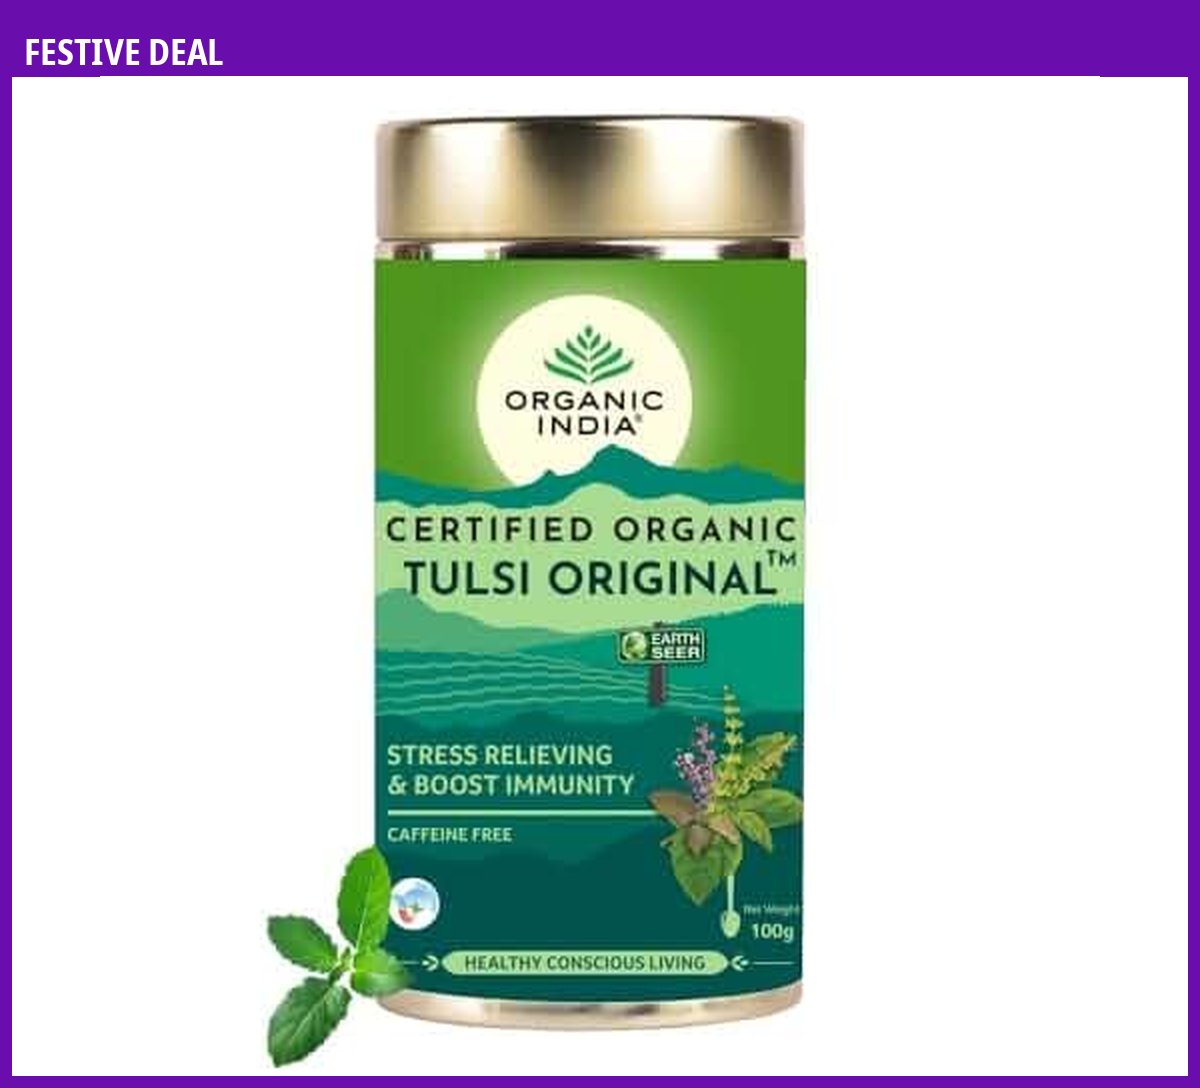 FESTIVE DEAL
ORGANIC
INDIA®
CERTIFIED ORGANIC
TULSI ORIGINAL™
EARTH
SEER
STRESS RELIEVING
& BOOST IMMUNITY
CAFFEINE FREE
Net Weight
100g
HEALTHY CONSCIOUS LIVING